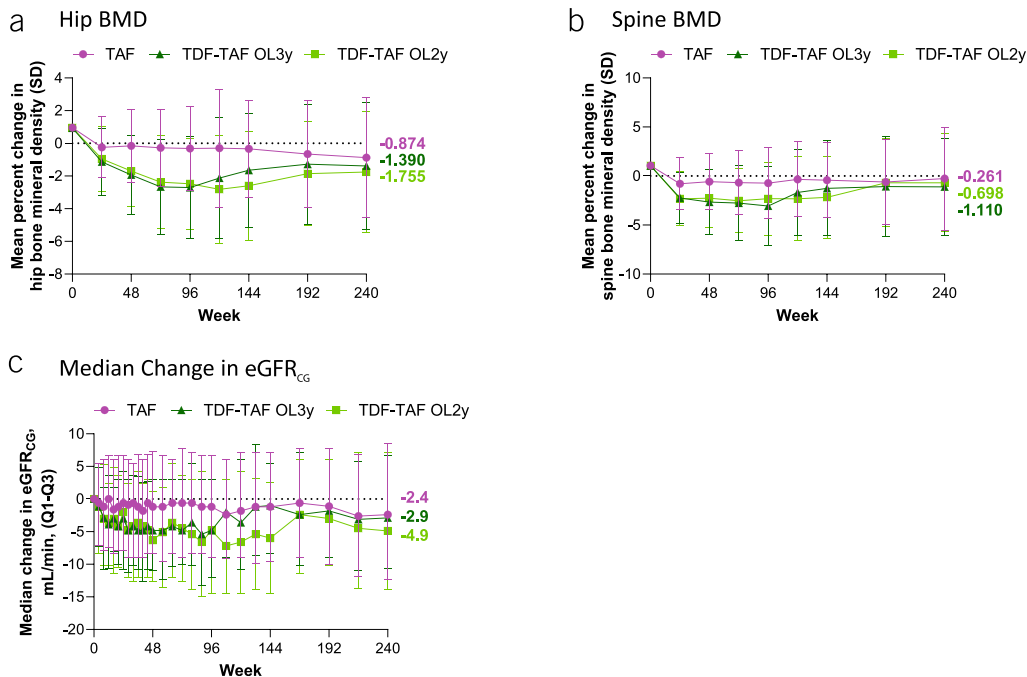 a Hip BMD
TAF TDF-TAF OL3y TDF-TAF OL2y
Mean percent change in
hip bone mineral density (SD)
4
2
0
-2
-4
-6
-8
-0.874
-1.390
-1.755
0 48 96 144 192 240
Week
b Spine BMD
TAF TDF-TAF OL3y TDF-TAF OL2y
Mean percent change in
spine bone mineral density (SD)
10
5
0
-5
-10
-0.261
-0.698
-1.110
0 48 96 144 192 240
Week
c Median Change in eGFRCG
TAF TDF-TAF OL3y TDF-TAF OL2y
Median change in eGFRCG,
mL/min, (Q1-Q3)
10
5
0
-5
-10
-15
-20
-2.4
-2.9
-4.9
0 48 96 144 192 240
Week